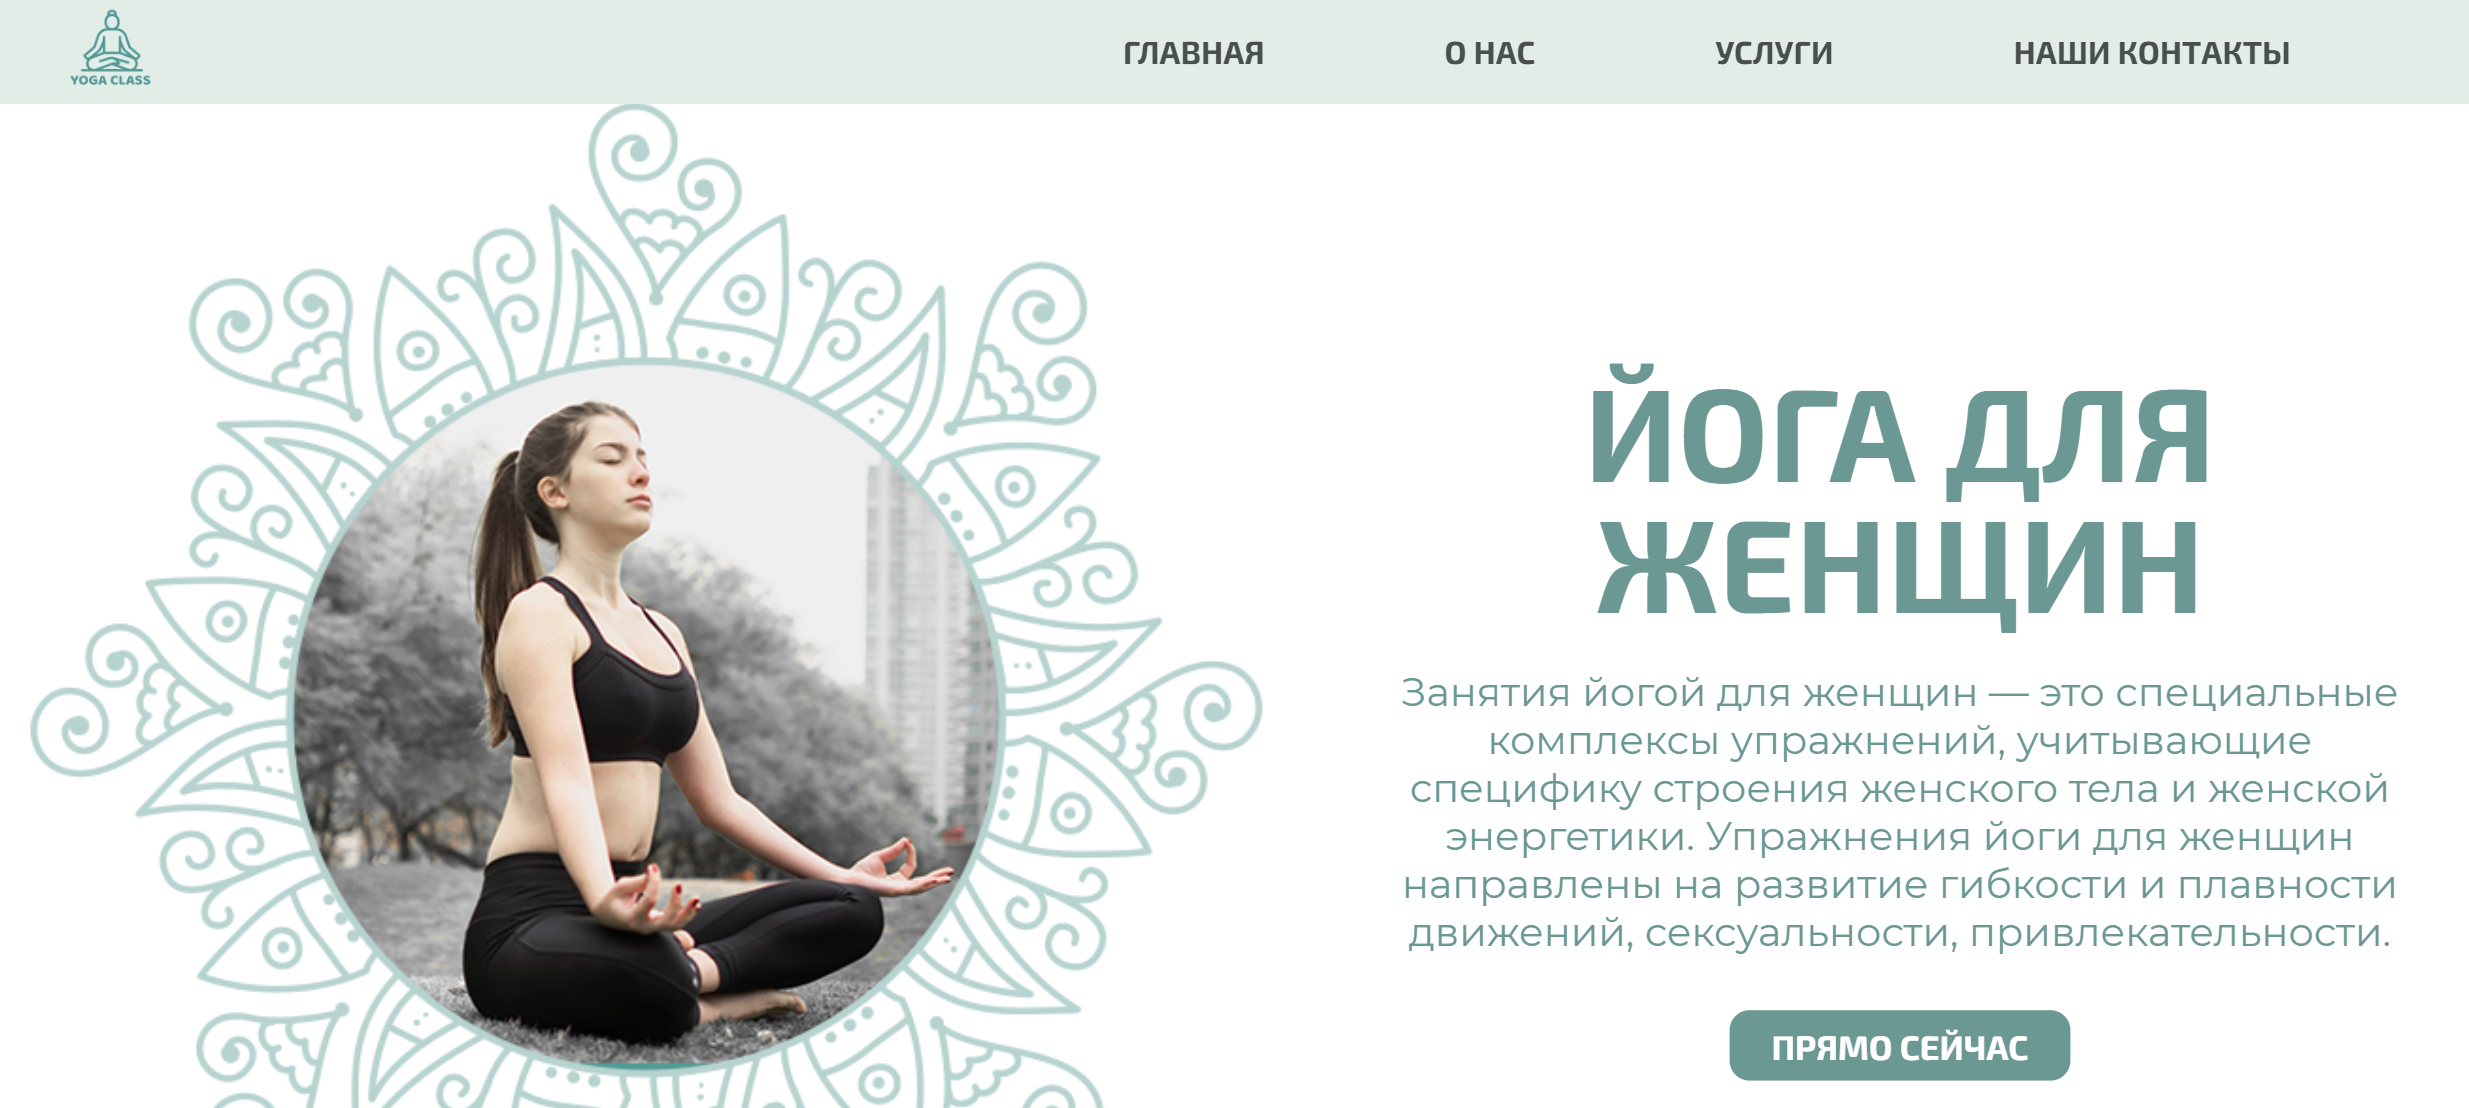 YOGA CLASS
ГЛАВНАЯ
О НАС
УСЛУГИ
НАШИ КОНТАКТЫ
ЙОГА ДЛЯ
ЖЕНЩИН
Занятия йогой для женщин — это специальные
комплексы упражнений, учитывающие
специфику строения женского тела и женской
энергетики. Упражнения йоги для женщин
направлены на развитие гибкости и плавности
движений, сексуальности, привлекательности.
ПРЯМО СЕЙЧАС